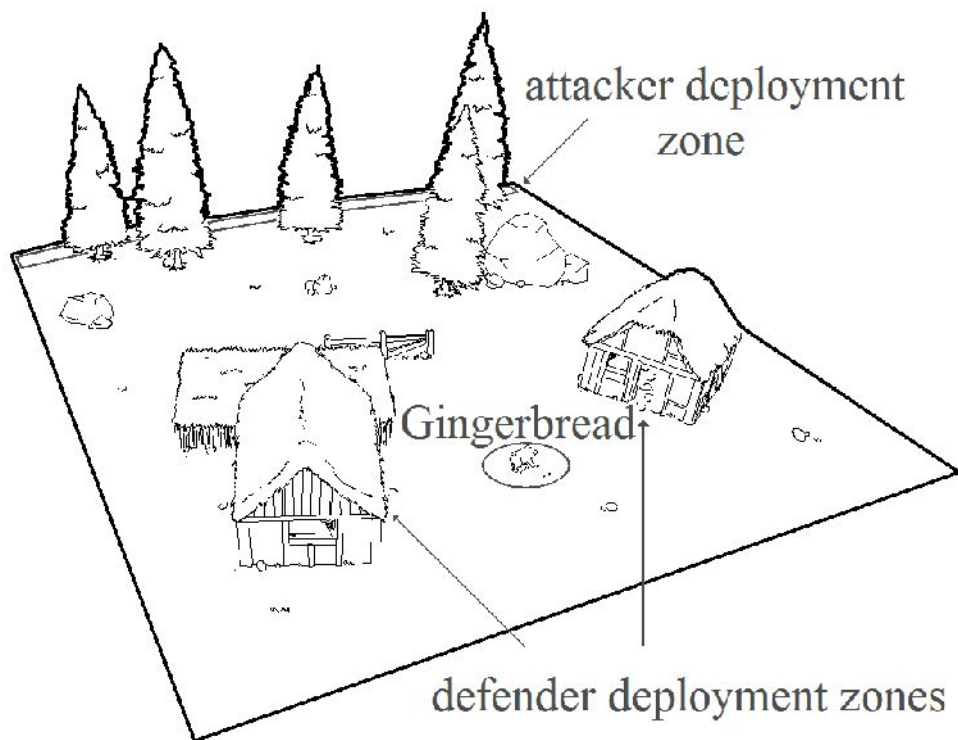 attacker deployment
zone
Gingerbread
defender deployment zones